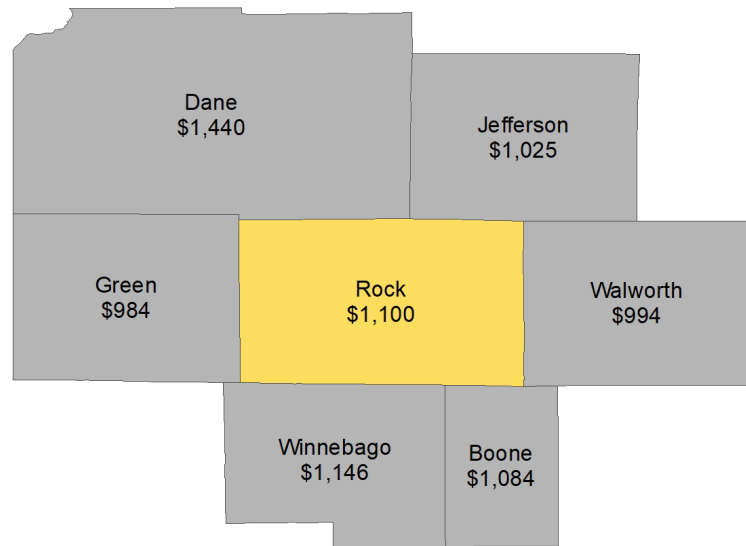 Dane
$1,440
Jefferson
$1,025
Green
$984
Rock
$1,100
Walworth
$994
Winnebago
$1,146
Boone
$1,084